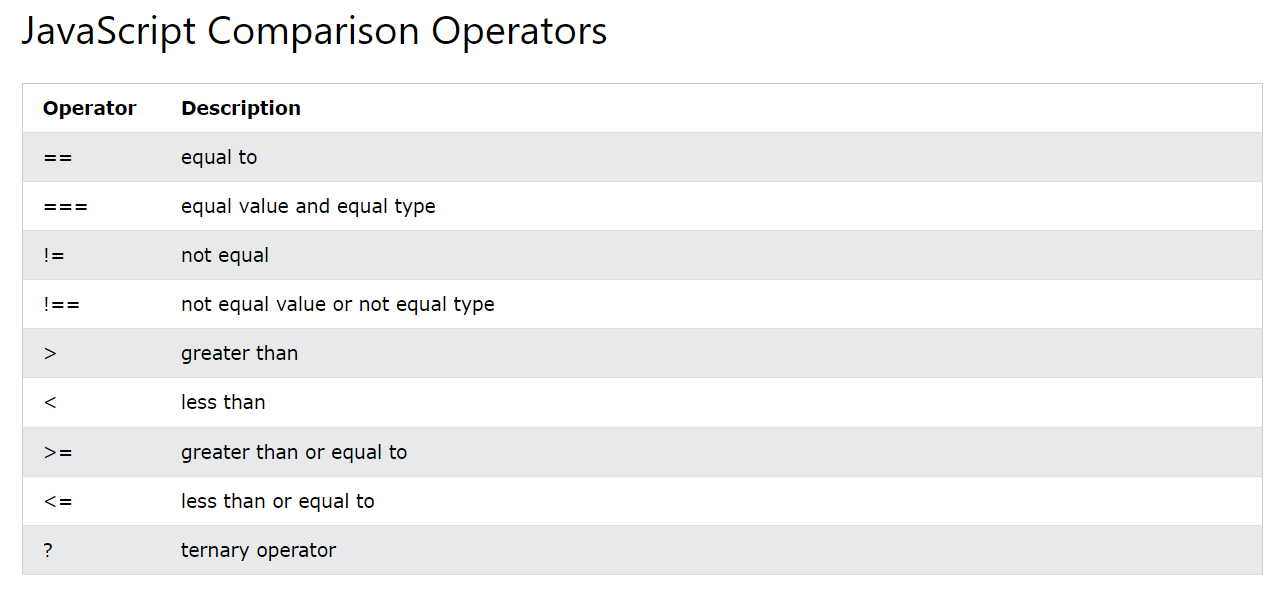 JavaScript Comparison Operators
Operator Description
== equal to
=== equal value and equal type
!= not equal
!== not equal value or not equal type
> greater than
< less than
>= greater than or equal to
<= less than or equal to
? ternary operator